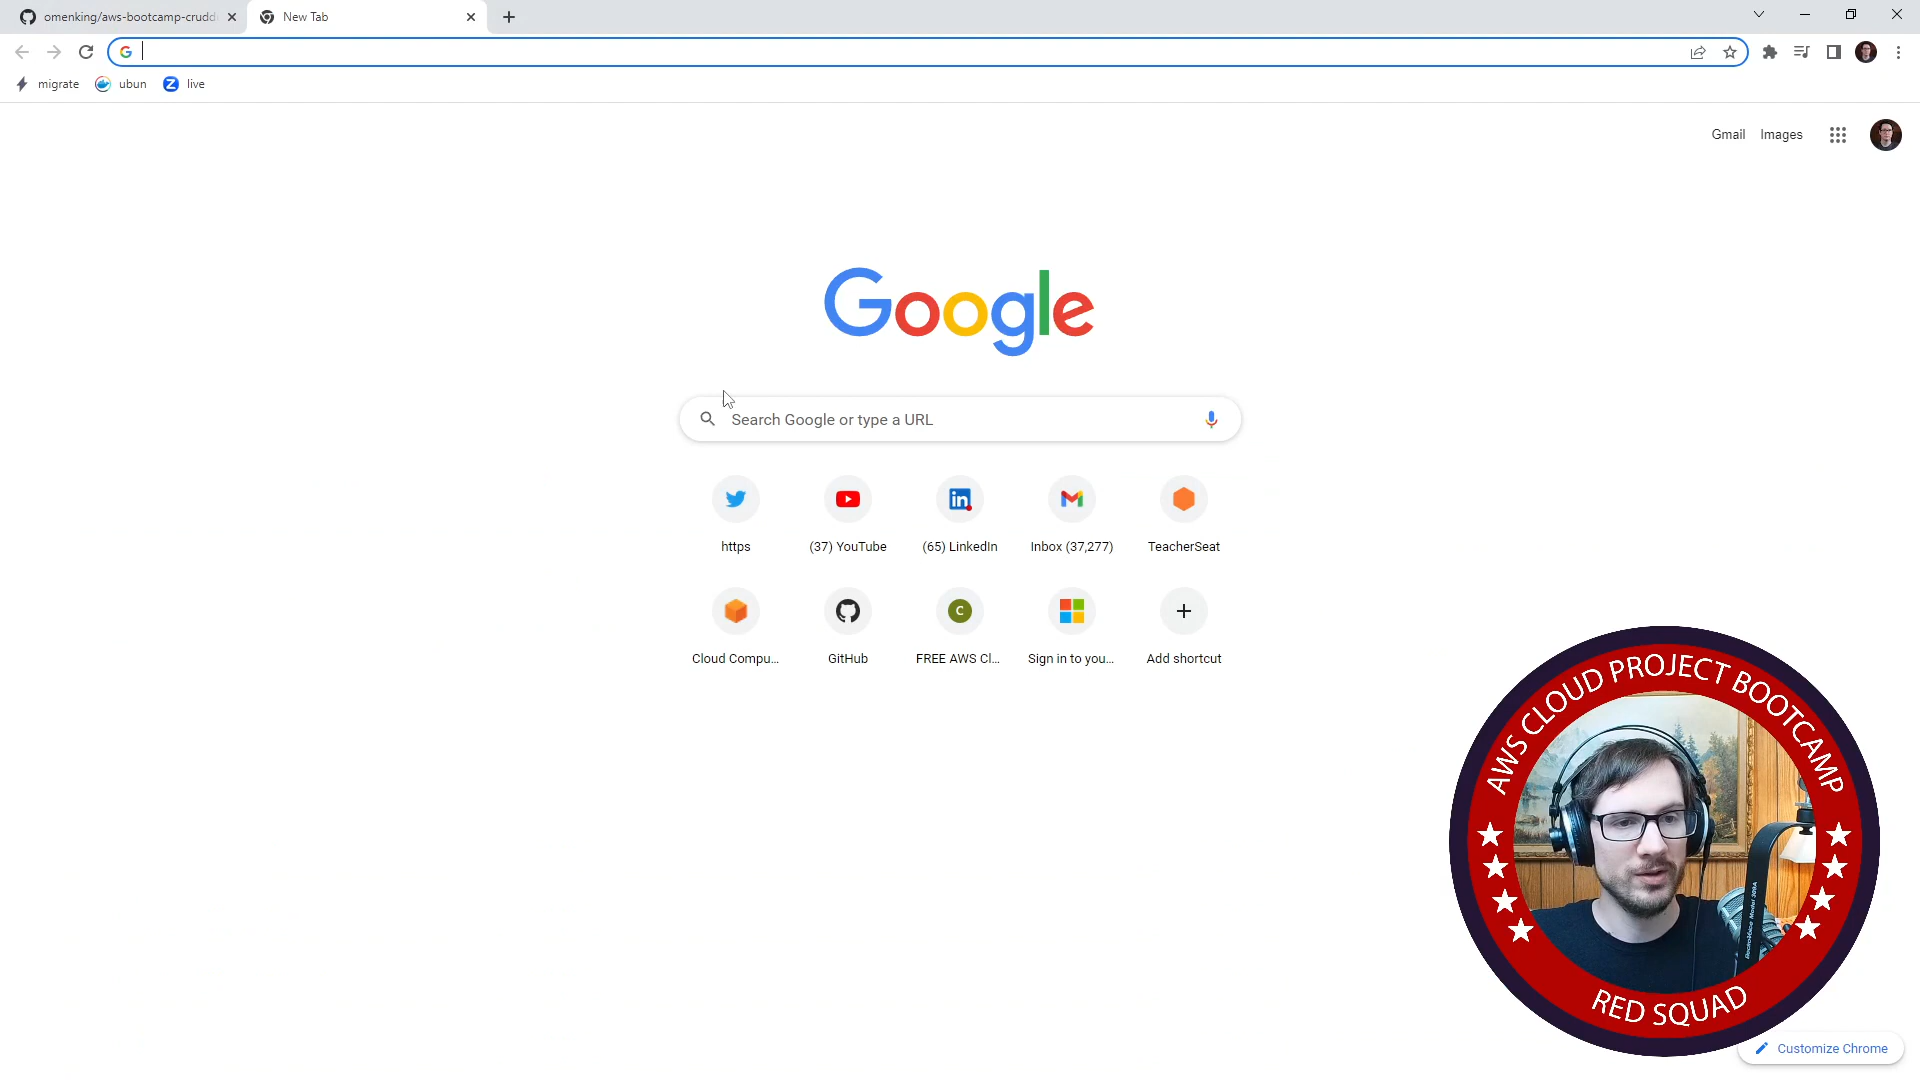 omenking/aws-bootcamp-crudd
New Tab
migrate
ubun
live
Gmail
Images
Google
Search Google or type a URL
https
(37) YouTube
(65) LinkedIn
Inbox (37,277)
TeacherSeat
Cloud Compu...
GitHub
C
FREE AWS Cl...
Sign in to you...
Add shortcut
AWS CLOUD PROJECT BOOTCAMP
RED SQUAD
Customize Chrome